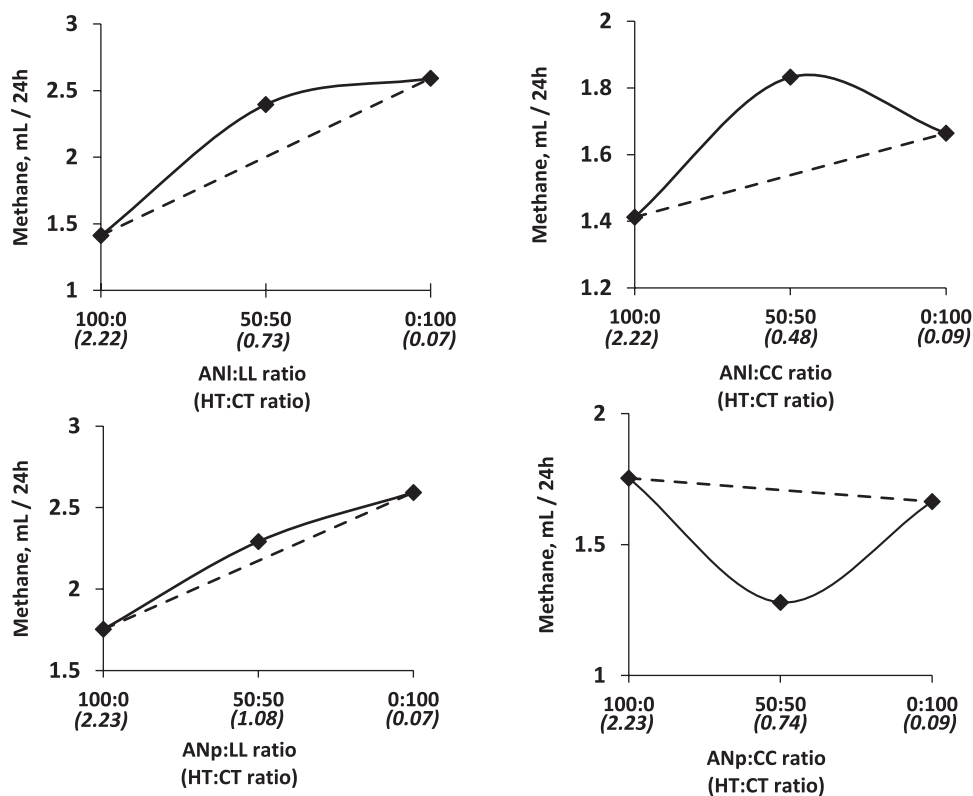 3
2.5
2
1.5
1
Methane, mL / 24h
100:0 50:50 0:100
(2.22) (0.73) (0.07)
ANl:LL ratio
(HT:CT ratio)
2
1.8
1.6
1.4
1.2
Methane, mL / 24h
100:0 50:50 0:100
(2.22) (0.48) (0.09)
ANl:CC ratio
(HT:CT ratio)
3
2.5
2
1.5
Methane, mL / 24h
100:0 50:50 0:100
(2.23) (1.08) (0.07)
ANp:LL ratio
(HT:CT ratio)
2
1.5
1
Methane, mL / 24h
100:0 50:50 0:100
(2.23) (0.74) (0.09)
ANp:CC ratio
(HT:CT ratio)